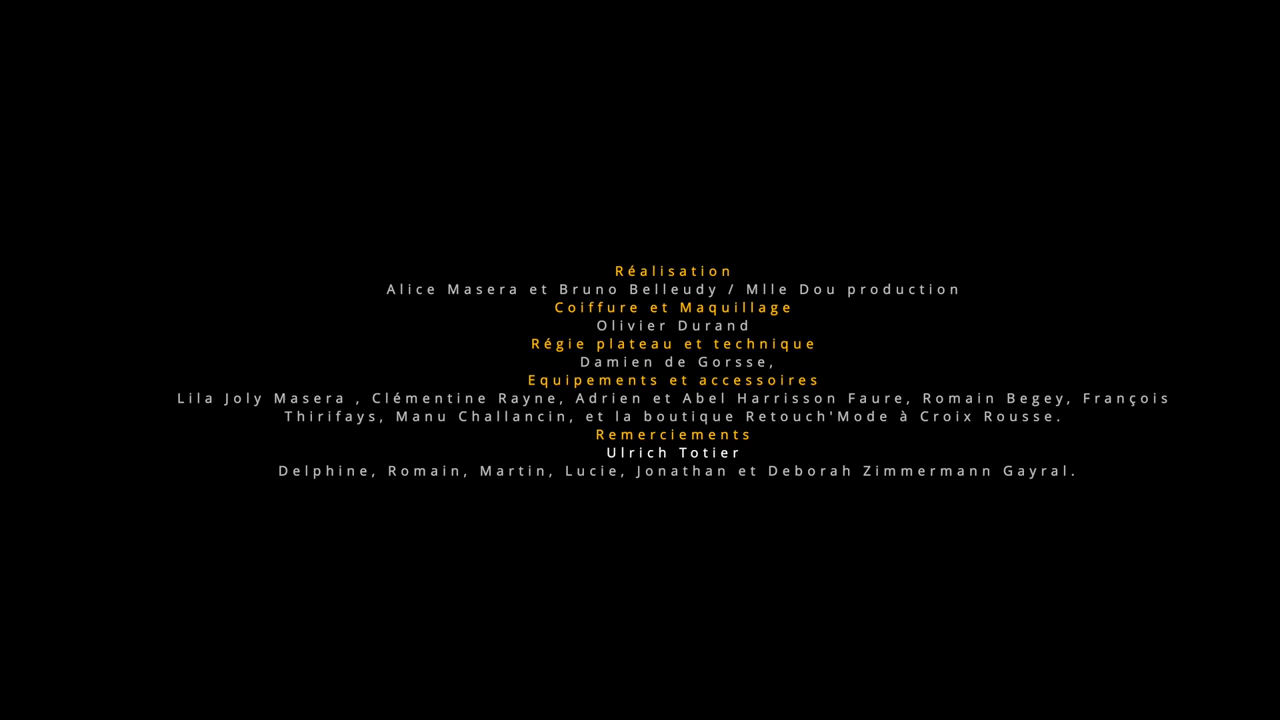 Réalisation
Alice Masera et Bruno Belleudy / Mlle Dou production
Coiffure et Maquillage
Olivier Durand
Régie plateau et technique
Damien de Gorsse,
Equipements et accessoires
Lila Joly Masera , Clémentine Rayne, Adrien et Abel Harrisson Faure, Romain Begey, François
Thirifays, Manu Challancin, et la boutique Retouch'Mode à Croix Rousse.
Remerciements
Ulrich Totier
Delphine, Romain, Martin, Lucie, Jonathan et Deborah Zimmermann Gayral.